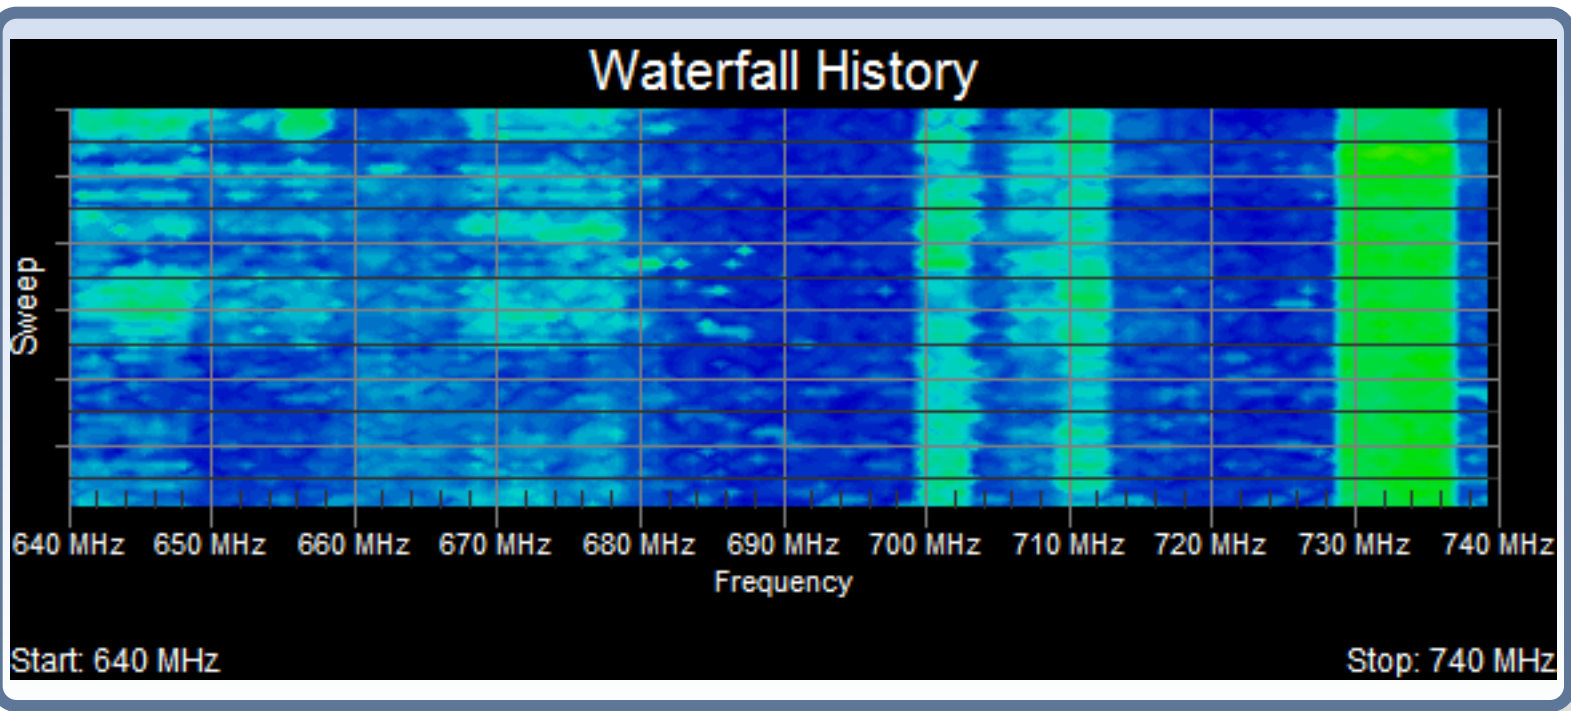 Waterfall History
Sweep
640 MHz 650 MHz 660 MHz 670 MHz 680 MHz 690 MHz 700 MHz 710 MHz 720 MHz 730 MHz 740 MHz
Frequency
Start: 640 MHz Stop: 740 MHz